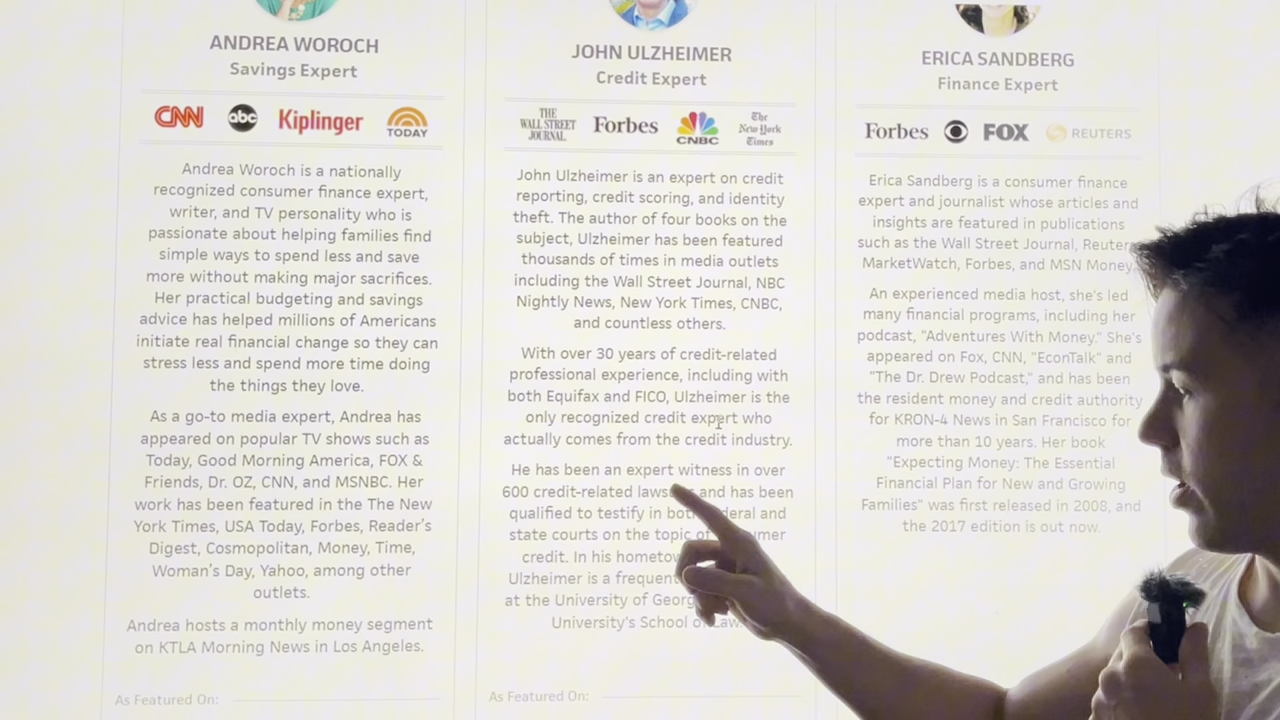 ANDREA WOROCH
Savings Expert
CNN abc Kiplinger TODAY
Andrea Woroch is a nationally
recognized consumer finance expert,
writer, and TV personality who is
passionate about helping families find
simple ways to spend less and save
more without making major sacrifices.
Her practical budgeting and savings
advice has helped millions of Americans
initiate real financial change so they can
stress less and spend more time doing
the things they love.
As a go-to media expert, Andrea has
appeared on popular TV shows such as
Today, Good Morning America, FOX &
Friends, Dr. OZ, CNN, and MSNBC. Her
work has been featured in the The New
York Times, USA Today, Forbes, Reader's
Digest, Cosmopolitan, Money, Time,
Woman's Day, Yahoo, among other
outlets.
Andrea hosts a monthly money segment
on KTLA Morning News in Los Angeles.
As Featured On:
JOHN ULZHEIMER
Credit Expert
THE
WALL STREET
JOURNAL
Forbes
CNBC
The
New York
Times
John Ulzheimer is an expert on credit
reporting, credit scoring, and identity
theft. The author of four books on the
subject, Ulzheimer has been featured
thousands of times in media outlets
including the Wall Street Journal, NBC
Nightly News, New York Times, CNBC,
and countless others.
With over 30 years of credit-related
professional experience, including with
both Equifax and FICO, Ulzheimer is the
only recognized credit expert who
actually comes from the credit industry.
He has been an expert witness in over
600 credit-related and has been
qualified to testify in both and
state courts on the topic of
credit. In his
Ulzheimer is a frequent
at the University of
University's School of Law.
As Featured On:
ERICA SANDBERG
Finance Expert
Forbes FOX REUTERS
Erica Sandberg is a consumer finance
expert and journalist whose articles and
insights are featured in publications
such as the Wall Street Journal, Reuters
MarketWatch, Forbes, and MSN Money.
An experienced media host, she's led
many financial programs, including her
podcast, "Adventures With Money." She's
appeared on Fox, CNN, "EconTalk" and
"The Dr. Drew Podcast," and has been
the resident money and credit authority
for KRON-4 News in San Francisco for
more than 10 years. Her book
"Expecting Money: The Essential
Financial Plan for New and Growing
Families" was first released in 2008, and
the 2017 edition is out now.